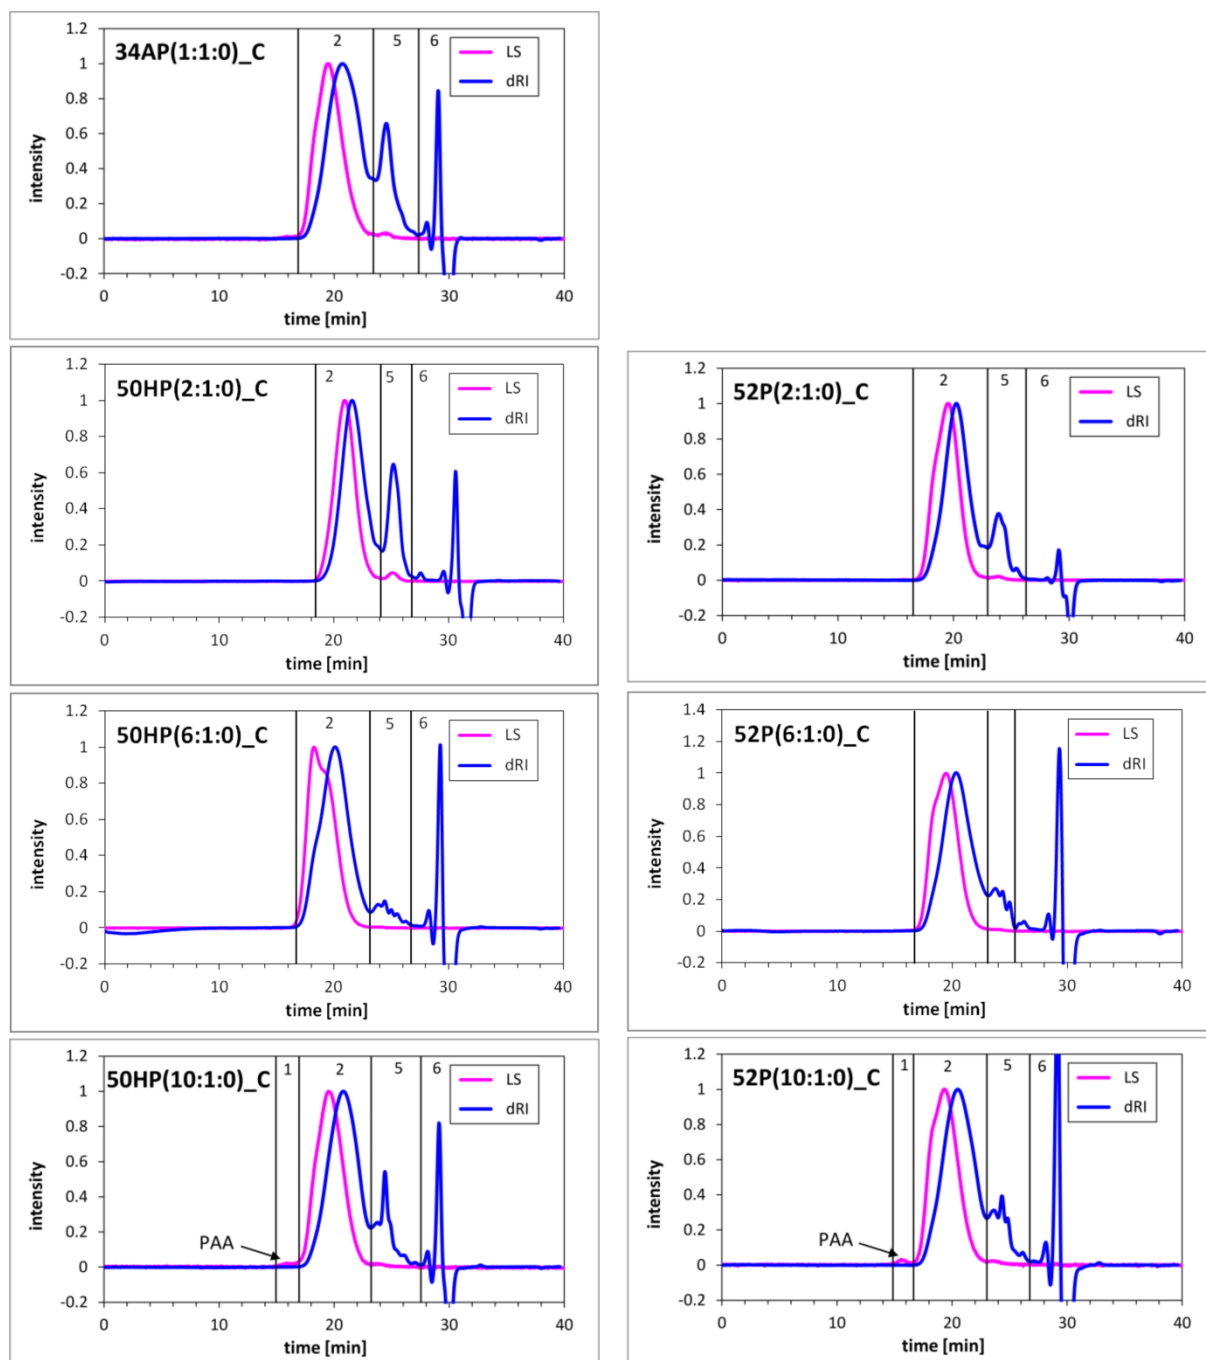 34AP(1:1:0)_C
2 5 6
LS
dRI
intensity
1.2
1
0.8
0.6
0.4
0.2
0
-0.2
0 10 20 30 40
time [min]
50HP(2:1:0)_C
2 5 6
LS
dRI
intensity
1.2
1
0.8
0.6
0.4
0.2
0
-0.2
0 10 20 30 40
time [min]
52P(2:1:0)_C
2 5 6
LS
dRI
intensity
1.2
1
0.8
0.6
0.4
0.2
0
-0.2
0 10 20 30 40
time [min]
50HP(6:1:0)_C
2 5 6
LS
dRI
intensity
1.2
1
0.8
0.6
0.4
0.2
0
-0.2
0 10 20 30 40
time [min]
52P(6:1:0)_C
LS
dRI
intensity
1.4
1.2
1
0.8
0.6
0.4
0.2
0
-0.2
0 10 20 30 40
time [min]
50HP(10:1:0)_C
1 2 5 6
LS
dRI
PAA
intensity
1.2
1
0.8
0.6
0.4
0.2
0
-0.2
0 10 20 30 40
time [min]
52P(10:1:0)_C
1 2 5 6
LS
dRI
PAA
intensity
1.2
1
0.8
0.6
0.4
0.2
0
-0.2
0 10 20 30 40
time [min]